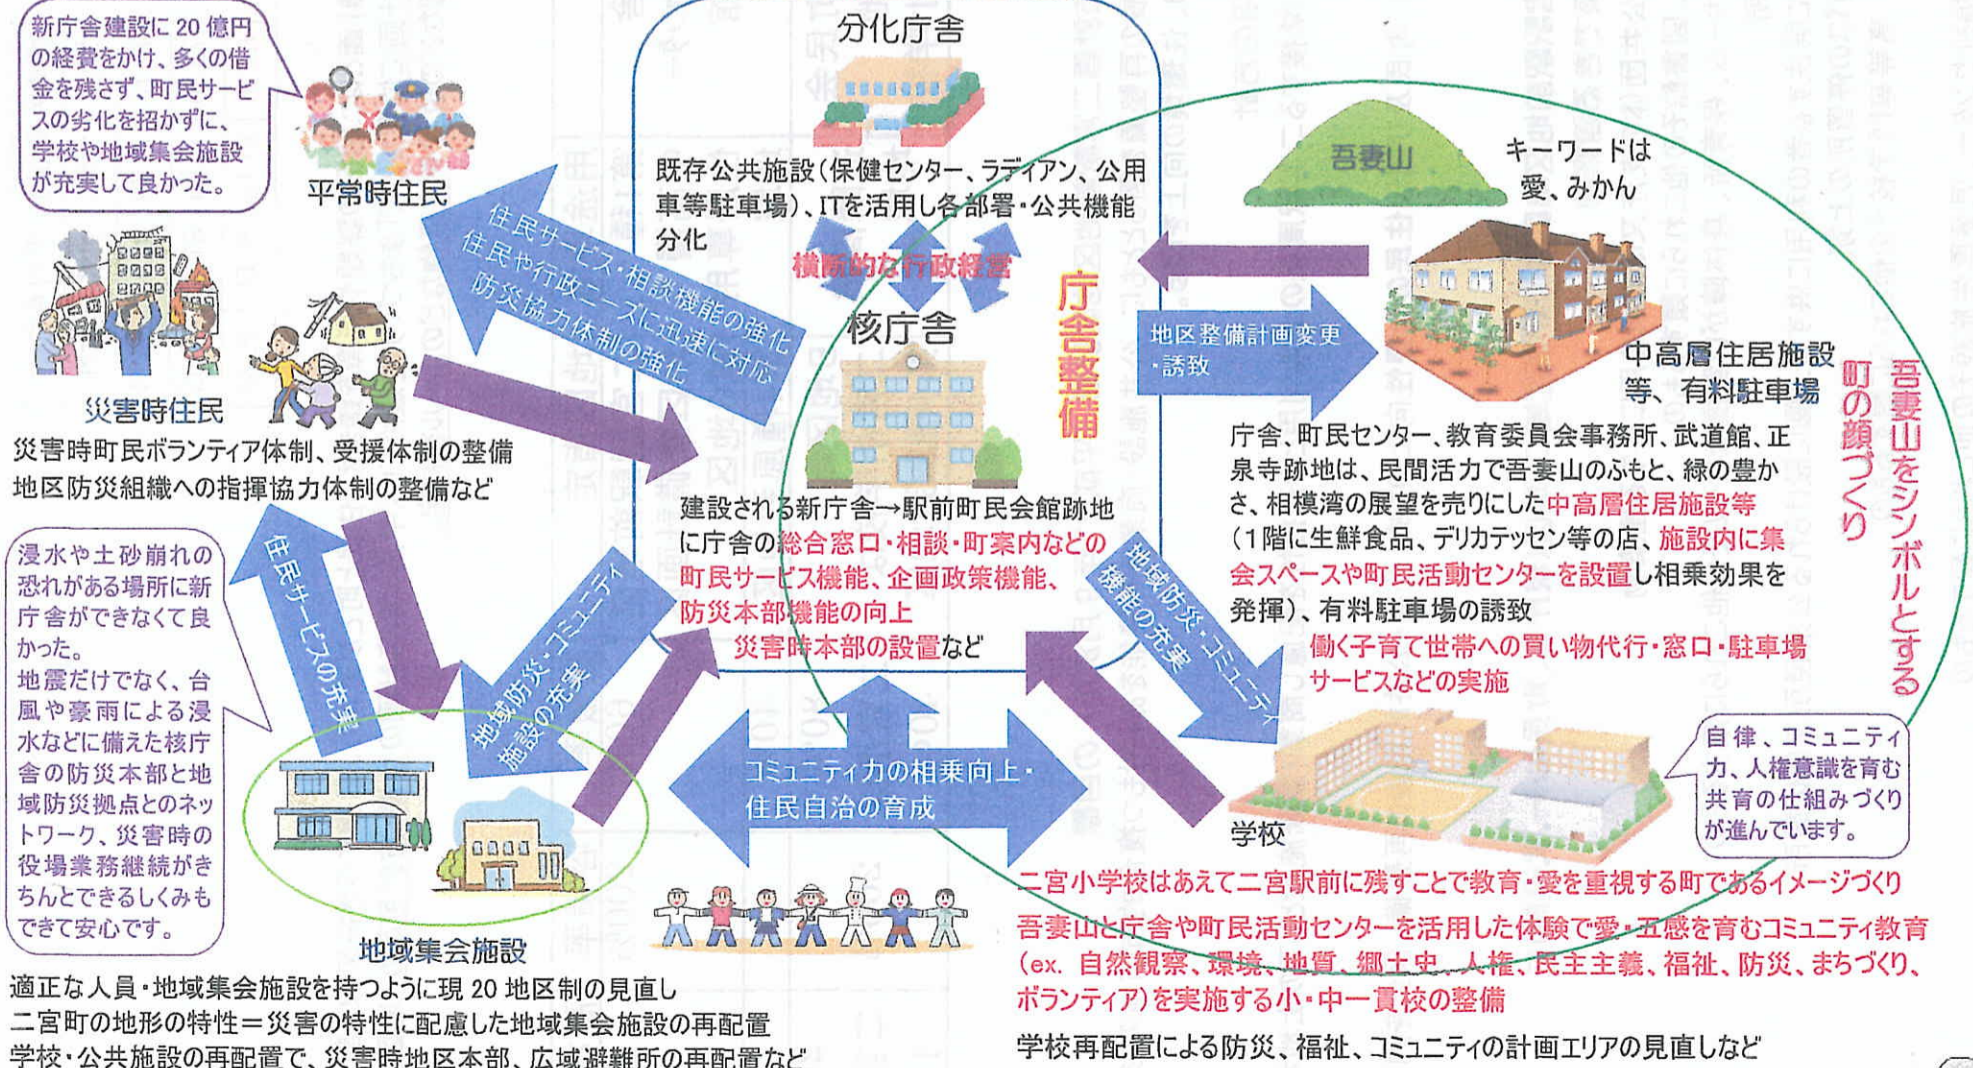 新庁舎建設に 20 億円
の経費をかけ、多くの借
金を残さず、町民サービ
スの劣化を招かずに、
学校や地域集会施設
が充実して良かった。
平常時住民
災害時住民
災害時町民ボランティア体制、受援体制の整備
地区防災組織への指揮協力体制の整備など
浸水や土砂崩れの
恐れがある場所に新
庁舎ができなくて良
かった。
地震だけでなく、台
風や豪雨による浸
水などに備えた核庁
舎の防災本部と地
域防災拠点とのネッ
トワーク、災害時の
役場業務継続がき
ちんとできるしくみも
できて安心です。
住民サービス・相談機能の強化
住民や行政ニーズに迅速に対応
防災協力体制の強化
住民サービスの充実
地域防災・コミュニティ
施設の充実
分化庁舎
既存公共施設(保健センター、ラディアン、公用
車等駐車場)、ITを活用し各部署・公共機能
分化
横断的な行政経営
庁舎整備
核庁舎
建設される新庁舎→駅前町民会館跡地
に庁舎の総合窓口・相談・町案内などの
町民サービス機能、企画政策機能、
防災本部機能の向上
災害時本部の設置など
地区整備計画変更
・誘致
吾妻山
キーワードは
愛、みかん
中高層住居施設
等、有料駐車場
吾妻山をシンボルとする
町の顔づくり
庁舎、町民センター、教育委員会事務所、武道館、正
泉寺跡地は、民間活力で吾妻山のふもと、緑の豊か
さ、相模湾の展望を売りにした中高層住居施設等
(1階に生鮮食品、デリカテッセン等の店、施設内に集
会スペースや町民活動センターを設置し相乗効果を
発揮)、有料駐車場の誘致
働く子育て世帯への買い物代行・窓口・駐車場
サービスなどの実施
地域防災・コミュニティ
機能の充実
コミュニティ力の相乗向上・
住民自治の育成
学校
自律、コミュニティ
力、人権意識を育む
共育の仕組みづくり
が進んでいます。
地域集会施設
適正な人員・地域集会施設を持つように現 20 地区制の見直し
二宮町の地形の特性=災害の特性に配慮した地域集会施設の再配置
学校・公共施設の再配置で、災害時地区本部、広域避難所の再配置など
二宮小学校はあえて二宮駅前に残すことで教育・愛を重視する町であるイメージづくり
吾妻山と庁舎や町民活動センターを活用した体験で愛・五感を育むコミュニティ教育
(ex. 自然観察、環境、地質、郷土史、人権、民主主義、福祉、防災、まちづくり、
ボランティア)を実施する小・中一貫校の整備
学校再配置による防災、福祉、コミュニティの計画エリアの見直しなど